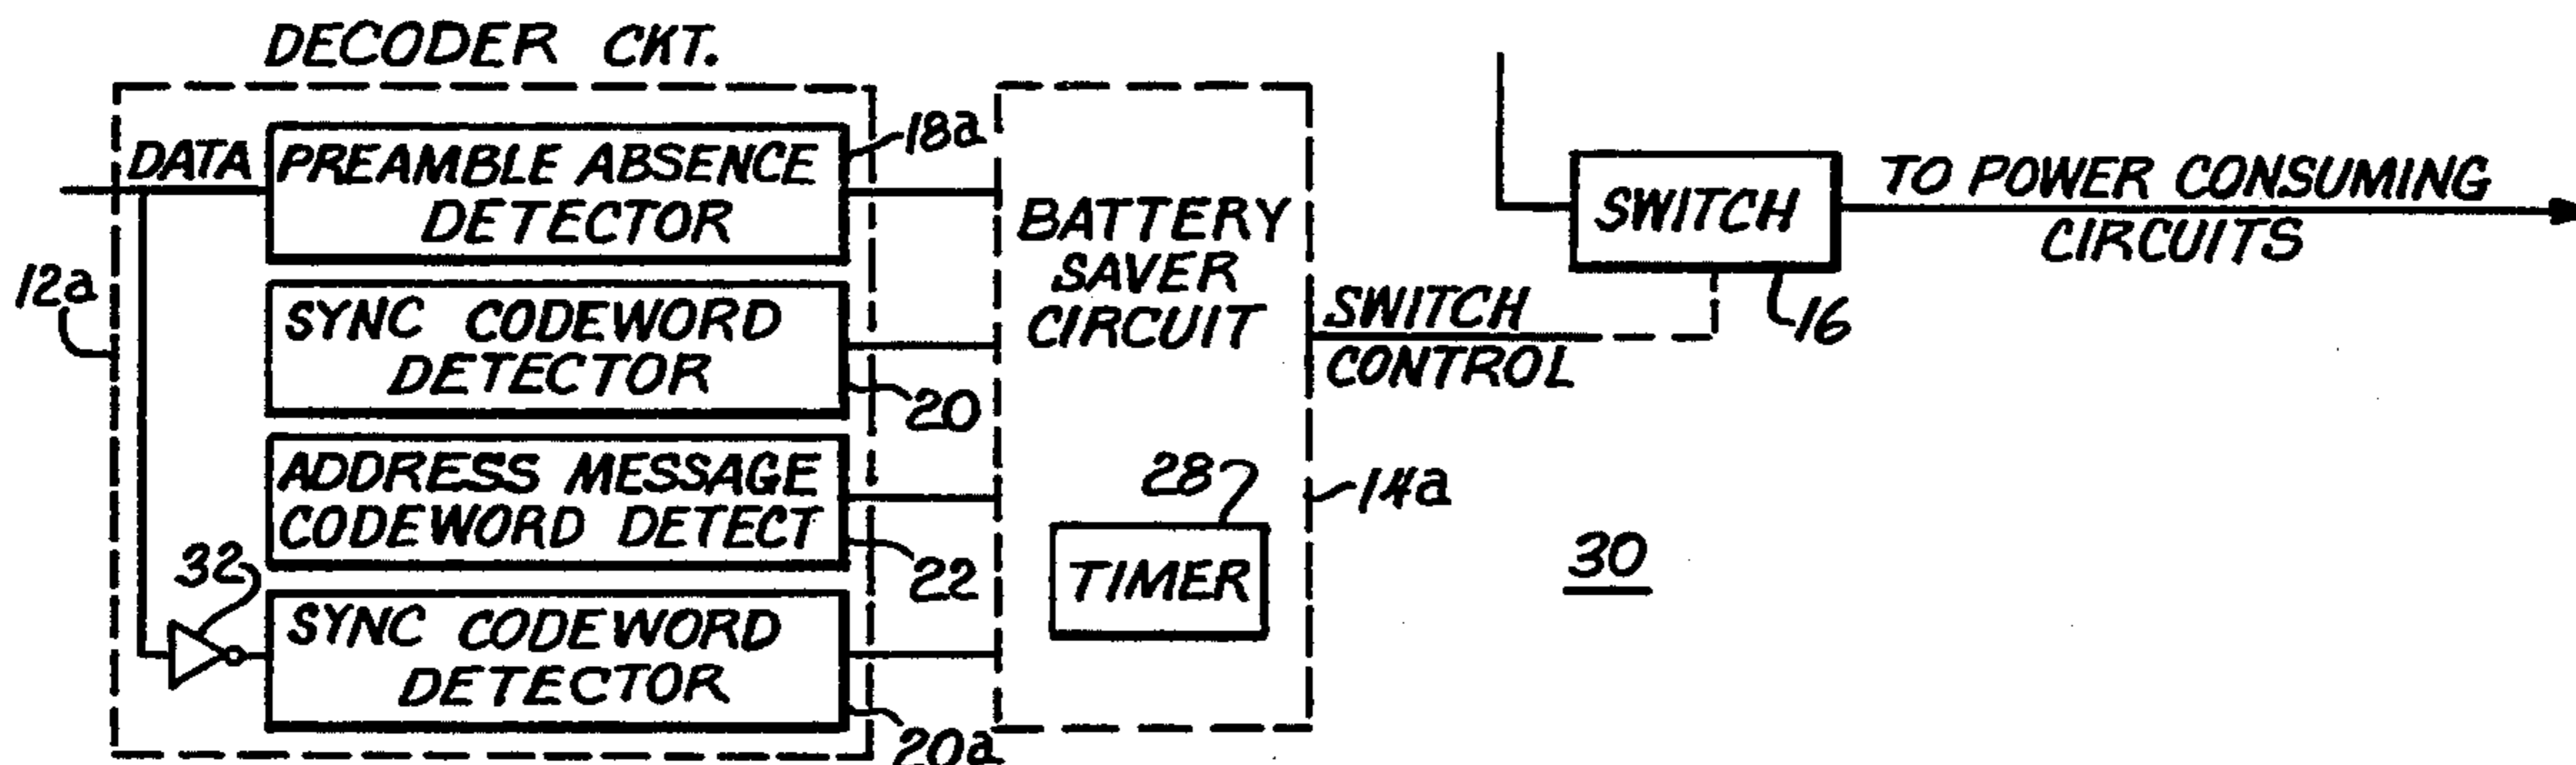 DECODER CKT.
DATA
PREAMBLE ABSENCE
DETECTOR
18a
12a
SYNC CODEWORD
DETECTOR
20
ADDRESS MESSAGE
CODEWORD DETECT
22
32
SYNC CODEWORD
DETECTOR
20a
BATTERY
SAVER
CIRCUIT
28
TIMER
14a
SWITCH
CONTROL
SWITCH
16
TO POWER CONSUMING
CIRCUITS
30